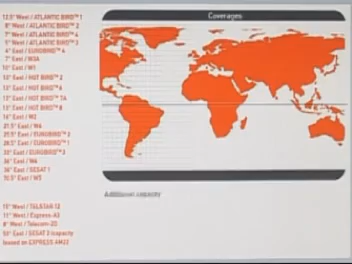 12.5° West / ATLANTIC BIRD™ 1
8° West / ATLANTIC BIRD™ 2
7° West / ATLANTIC BIRD™ 4
5° West / ATLANTIC BIRD™ 3
4° East / EUROBIRD™ 4
7° East / W3A
10° East / W1
13° East / HOT BIRD™ 2
13° East / HOT BIRD™ 6
13° East / HOT BIRD™ 7A
13° East / HOT BIRD™ 8
16° East / W2
21.5° East / W6
25.5° East / EUROBIRD™ 2
28.5° East / EUROBIRD™ 1
33° East / EUROBIRD™ 3
36° East / W4
36° East / SESAT 1
70.5° East / W5
Coverages
Additional capacity
15° West / TELSTAR 12
11° West / Express-A3
8° West / Telecom-2D
53° East / SESAT 2 (capacity
leased on EXPRESS AM22